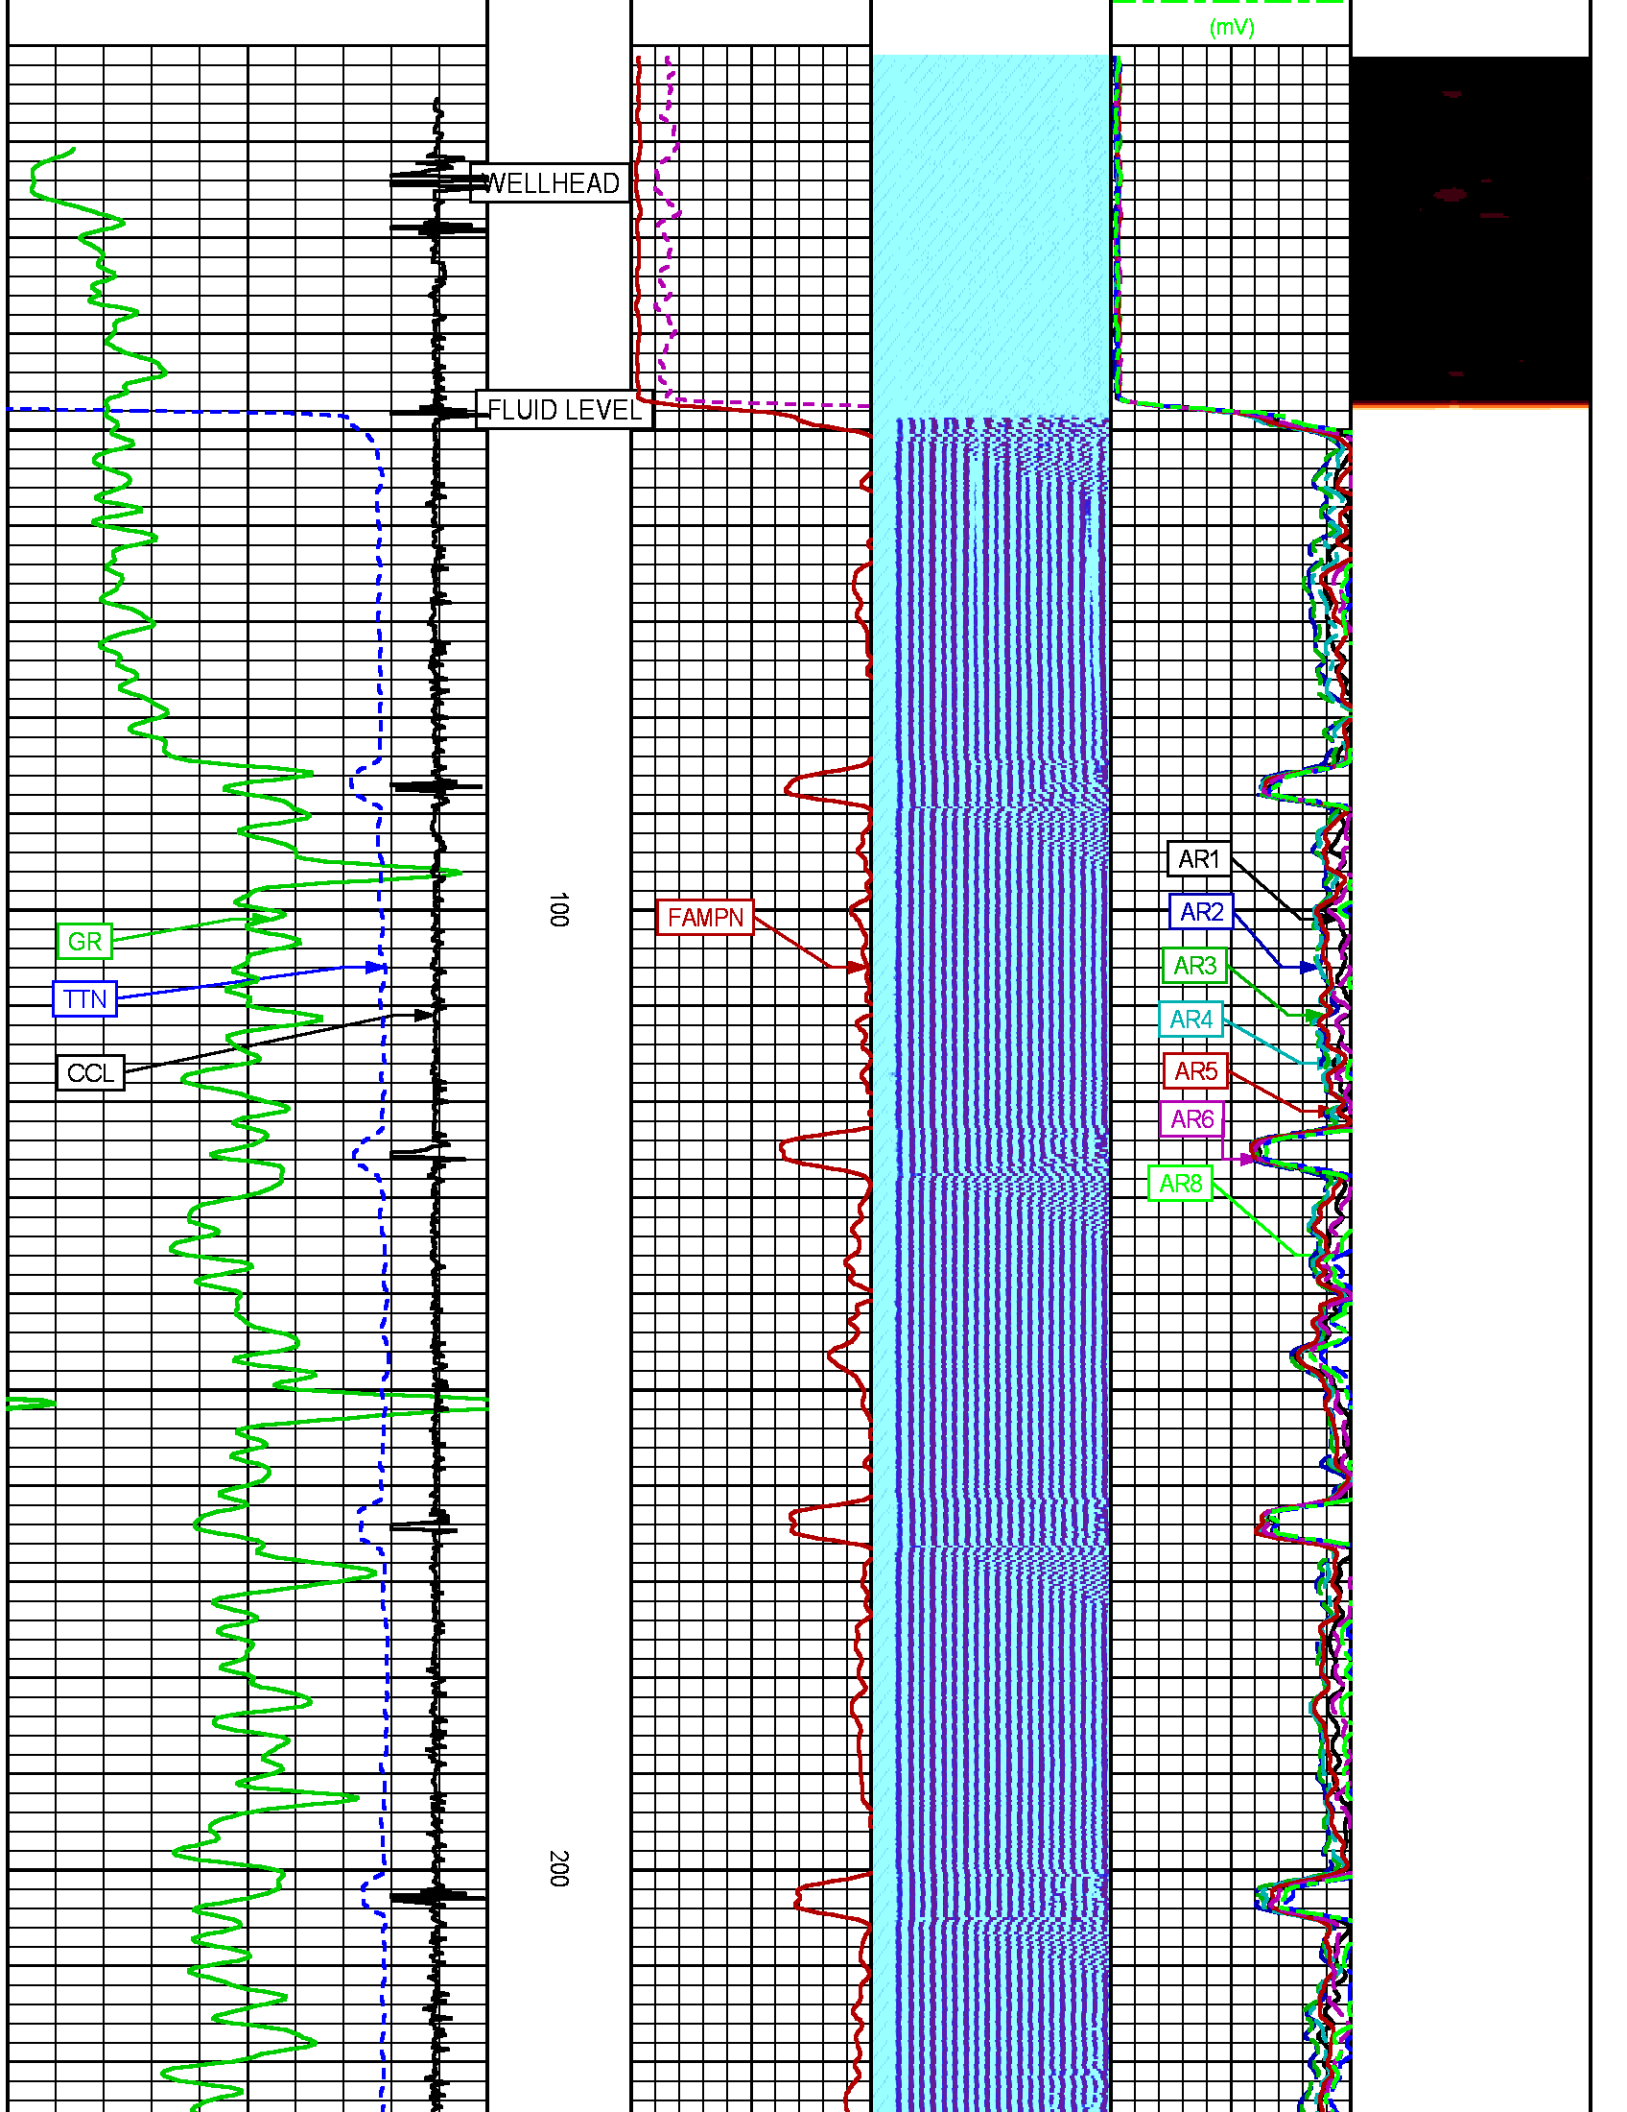 (mV)
WELLHEAD
FLUID LEVEL
AR1
100
FAMPN
AR2
GR
AR3
TTN
AR4
CCL
AR5
AR6
AR8
200